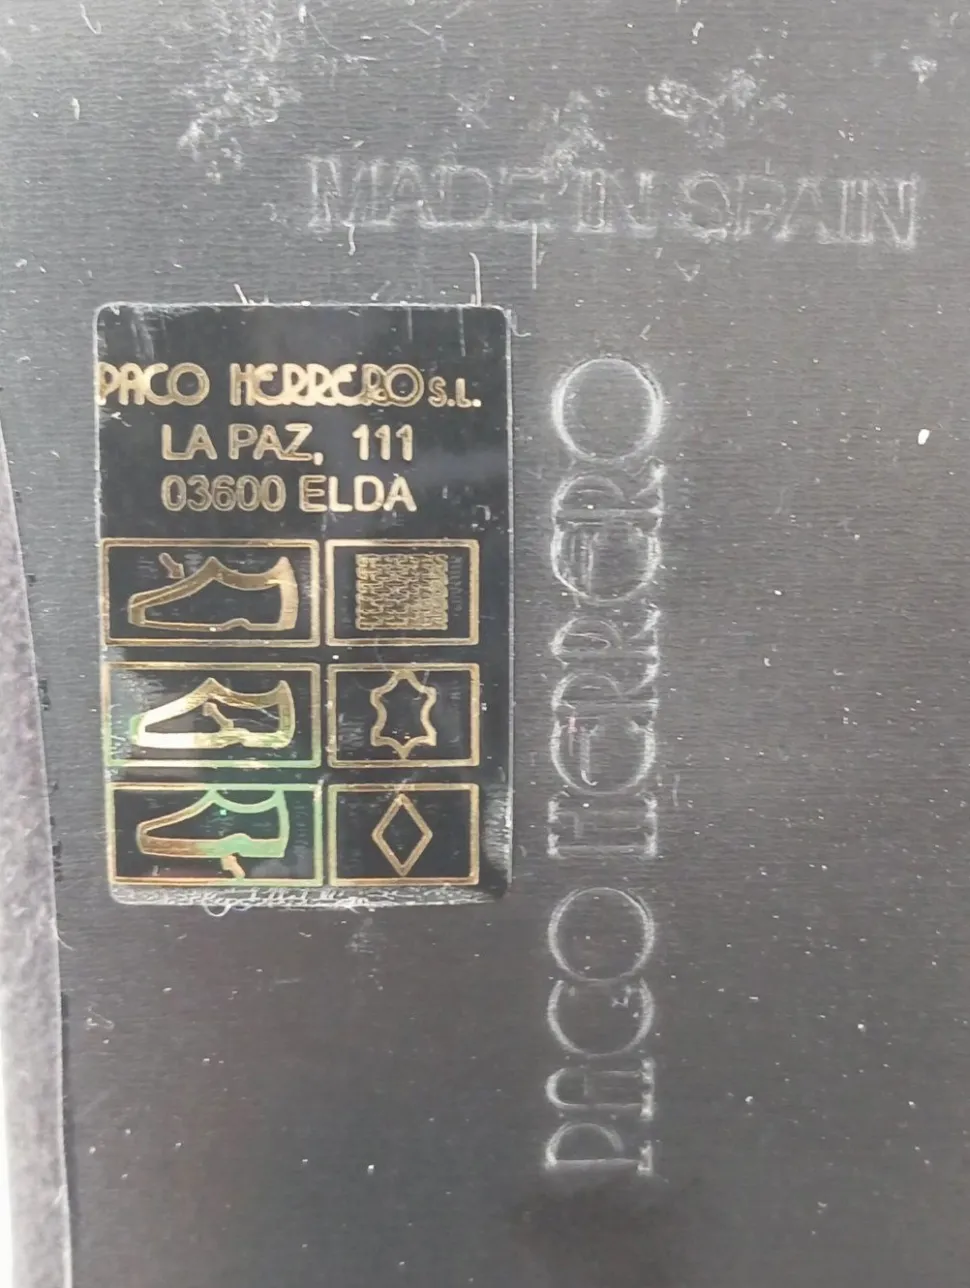 MADE IN SPAIN
PACO HERRERO S.L.
LA PAZ, 111
03600 ELDA
PACO HERRERO